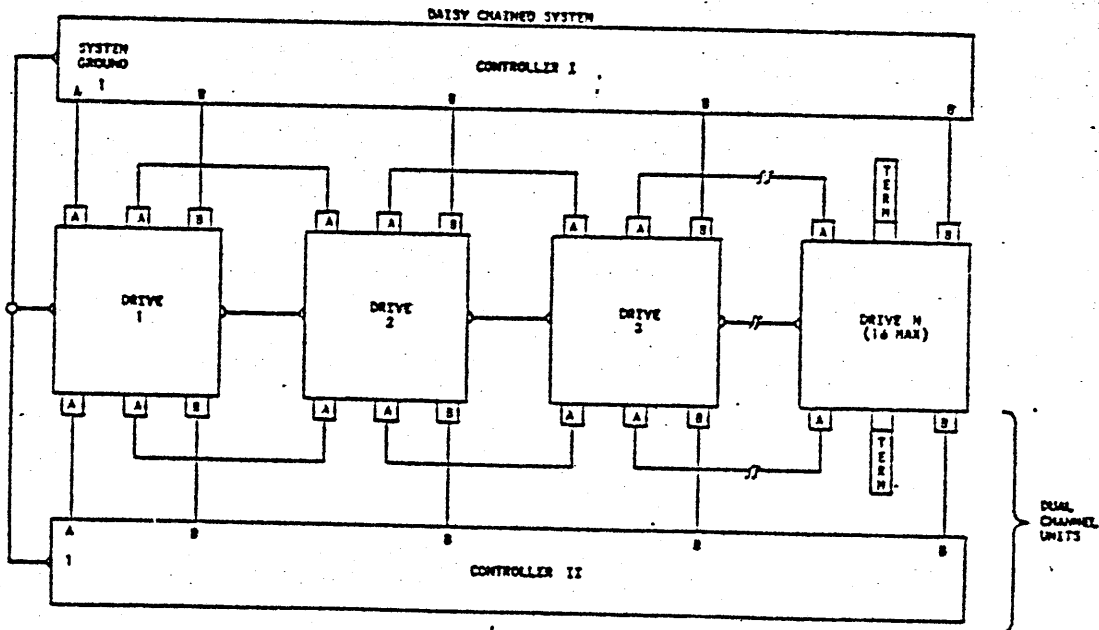 DAISY CHAINED SYSTEM
SYSTEM
GROUND
1
CONTROLLER I
A
B
B
B
B
A
A
B
A
A
B
A
A
B
A
TERM
B
DRIVE
1
DRIVE
2
DRIVE
3
DRIVE N
(16 MAX)
A
A
B
A
A
B
A
A
B
A
TERM
B
DUAL
CHANNEL
UNITS
A
B
B
B
B
1
CONTROLLER II